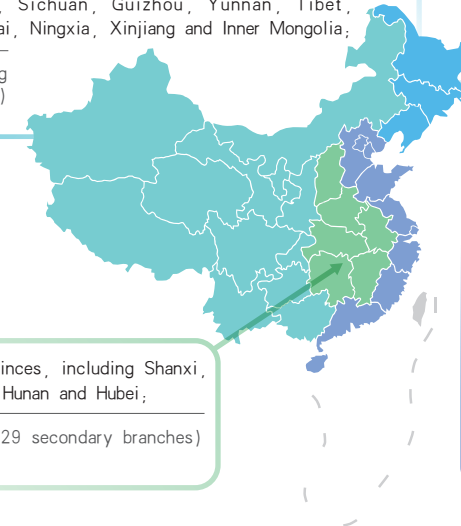 , Sichuan, Guizhou, Yunnan, Tibet,
ai, Ningxia, Xinjiang and Inner Mongolia;
g
)
inces, including Shanxi,
Hunan and Hubei;
29 secondary branches)